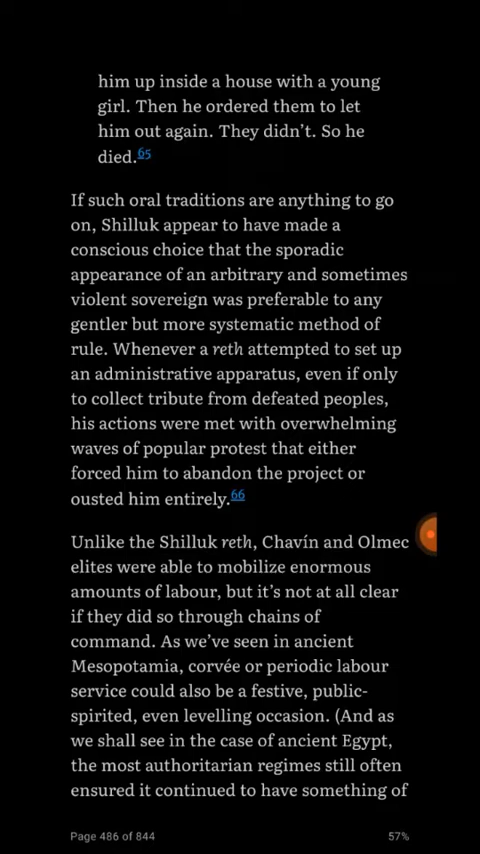 him up inside a house with a young
girl. Then he ordered them to let
him out again. They didn’t. So he
died.65
If such oral traditions are anything to go
on, Shilluk appear to have made a
conscious choice that the sporadic
appearance of an arbitrary and sometimes
violent sovereign was preferable to any
gentler but more systematic method of
rule. Whenever a reth attempted to set up
an administrative apparatus, even if only
to collect tribute from defeated peoples,
his actions were met with overwhelming
waves of popular protest that either
forced him to abandon the project or
ousted him entirely.66
Unlike the Shilluk reth, Chavín and Olmec
elites were able to mobilize enormous
amounts of labour, but it’s not at all clear
if they did so through chains of
command. As we’ve seen in ancient
Mesopotamia, corvée or periodic labour
service could also be a festive, public-
spirited, even levelling occasion. (And as
we shall see in the case of ancient Egypt,
the most authoritarian regimes still often
ensured it continued to have something of
Page 486 of 844 57%